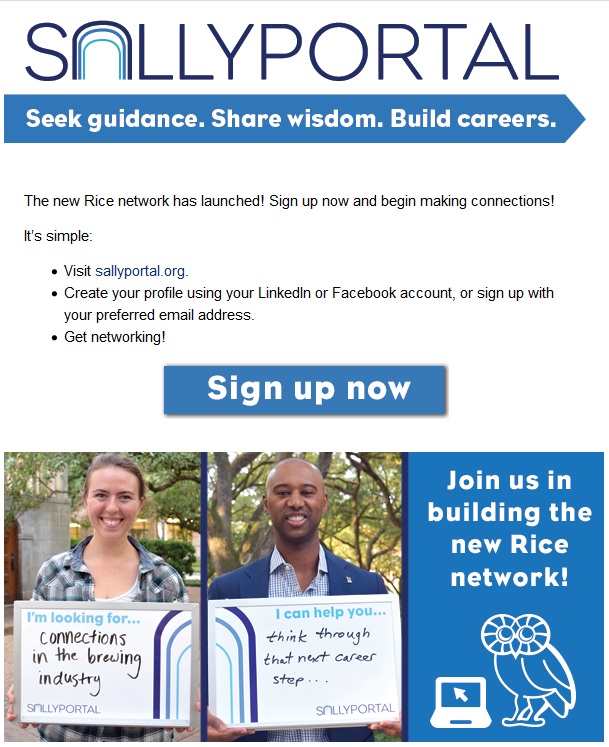 SALLYPORTAL
Seek guidance. Share wisdom. Build careers.
The new Rice network has launched! Sign up now and begin making connections!
It's simple:
• Visit sallyportal.org.
• Create your profile using your LinkedIn or Facebook account, or sign up with
your preferred email address.
• Get networking!
Sign up now
I'm looking for...
connections
in the brewing
industry
SALLYPORTAL
I can help you...
think through
that next career
step...
SALLYPORTAL
Join us in
building the
new Rice
network!